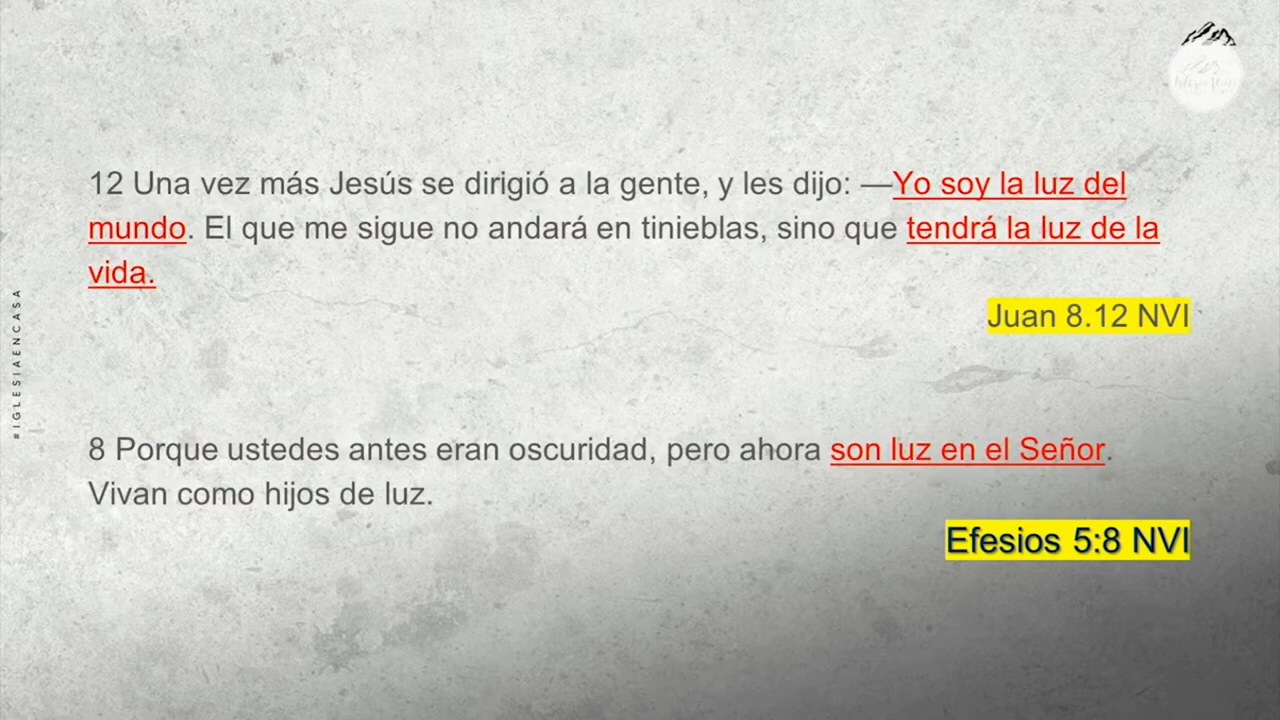 12 Una vez más Jesús se dirigió a la gente, y les dijo: —Yo soy la luz del
mundo. El que me sigue no andará en tinieblas, sino que tendrá la luz de la
vida.
Juan 8.12 NVI
#IGLESIAENCASA
8 Porque ustedes antes eran oscuridad, pero ahora son luz en el Señor.
Vivan como hijos de luz.
Efesios 5:8 NVI